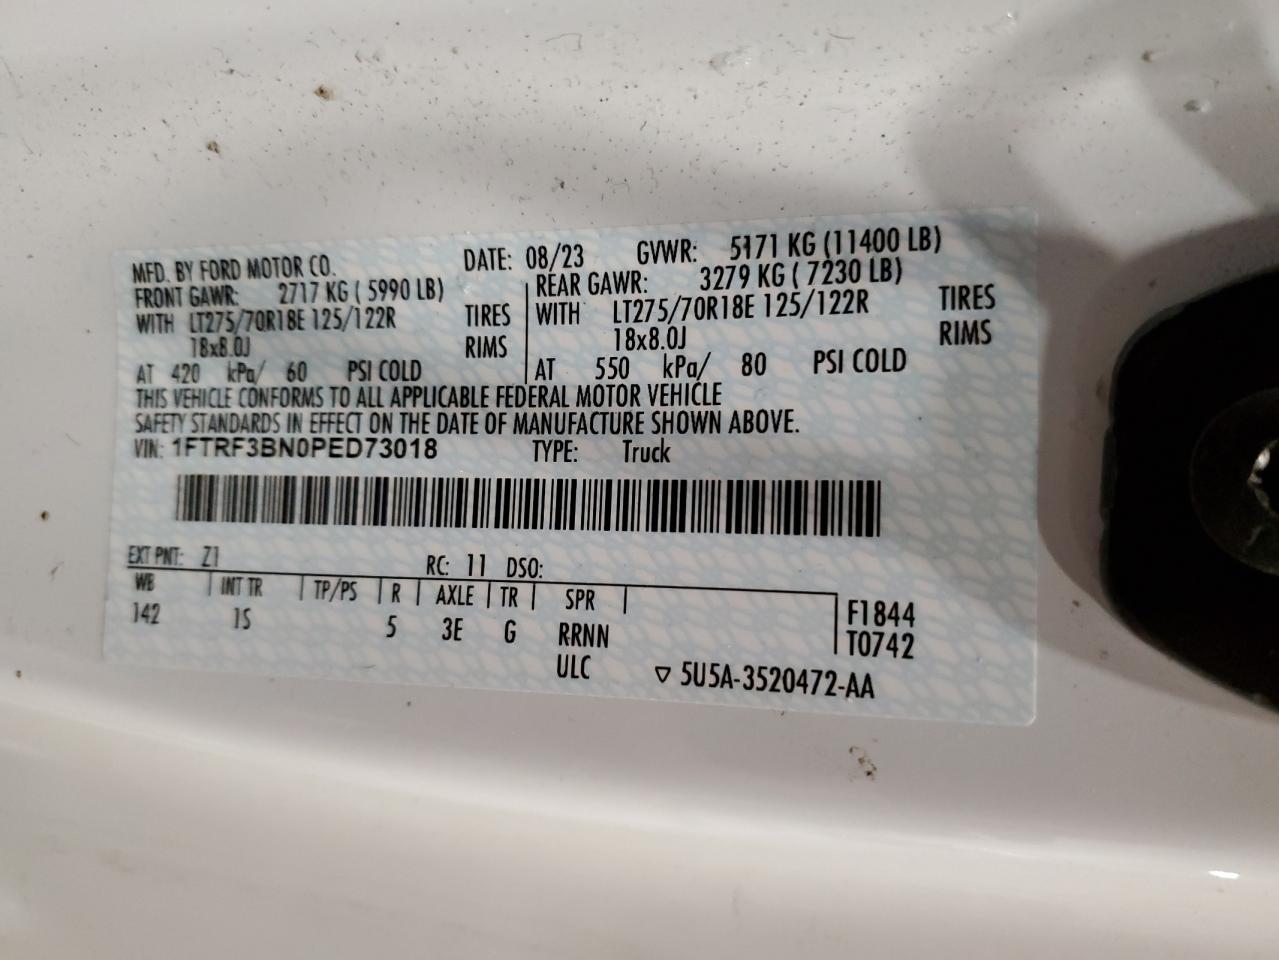 MFD. BY FORD MOTOR CO. DATE: 08/23 GVWR: 5171 KG (11400 LB)
FRONT GAWR: 2717 KG ( 5990 LB) REAR GAWR: 3279 KG ( 7230 LB)
WITH LT275/70R18E 125/122R TIRES WITH LT275/70R18E 125/122R TIRES
18x8.0J RIMS 18x8.0J RIMS
AT 420 kPa/ 60 PSI COLD AT 550 kPa/ 80 PSI COLD
THIS VEHICLE CONFORMS TO ALL APPLICABLE FEDERAL MOTOR VEHICLE
SAFETY STANDARDS IN EFFECT ON THE DATE OF MANUFACTURE SHOWN ABOVE.
VIN: 1FTRF3BN0PED73018 TYPE: Truck
EXT PNT: Z1 RC: 11 DSO:
WB INT TR TP/PS R AXLE TR SPR F1844
142 1S 5 3E G RRNN T0742
ULC ▽ 5U5A-3520472-AA